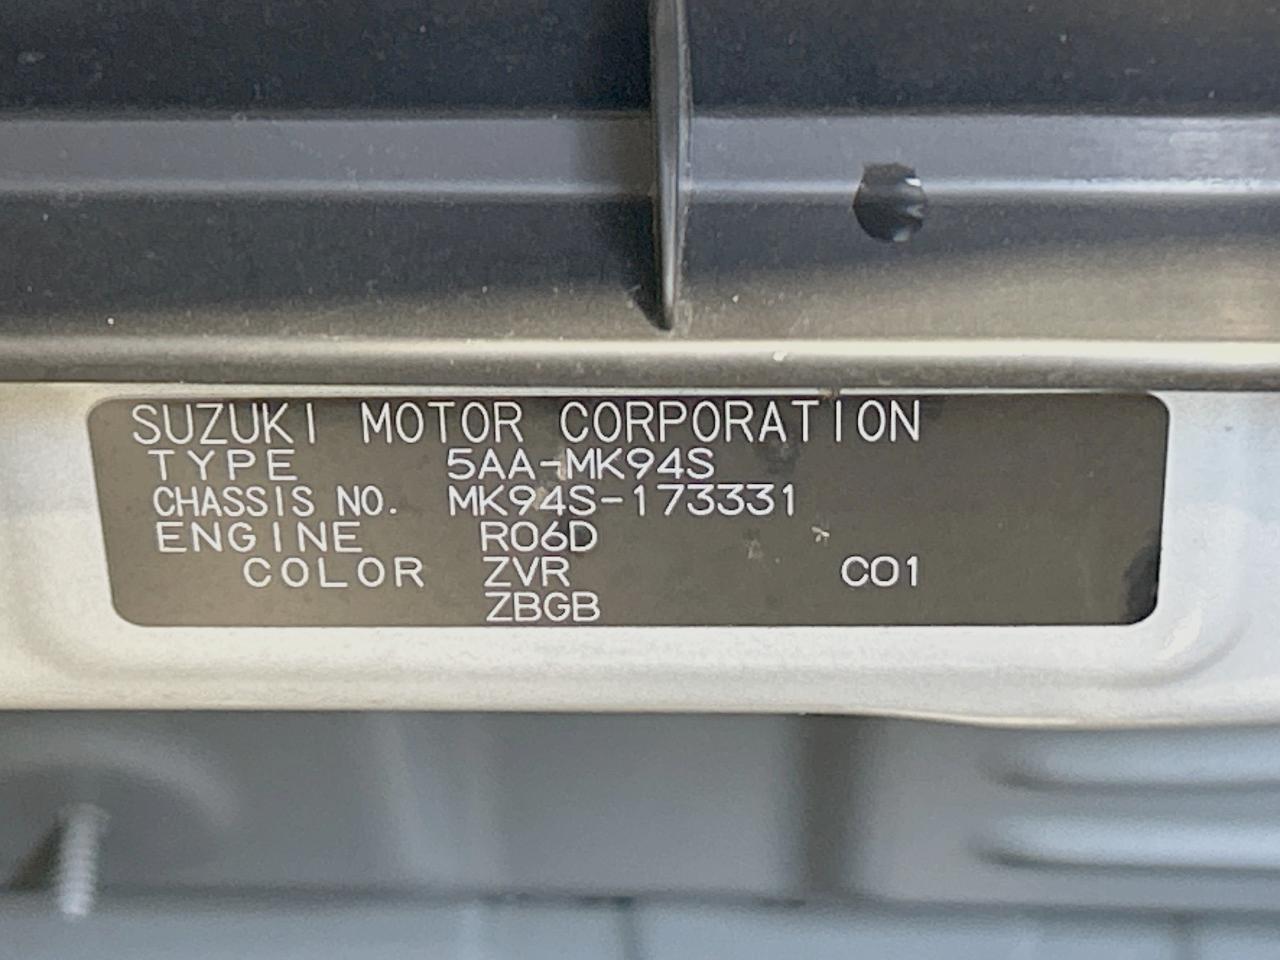 SUZUKI MOTOR CORPORATION
TYPE 5AA-MK94S
CHASSIS NO. MK94S-173331
ENGINE R06D
COLOR ZVR C01
ZBGB